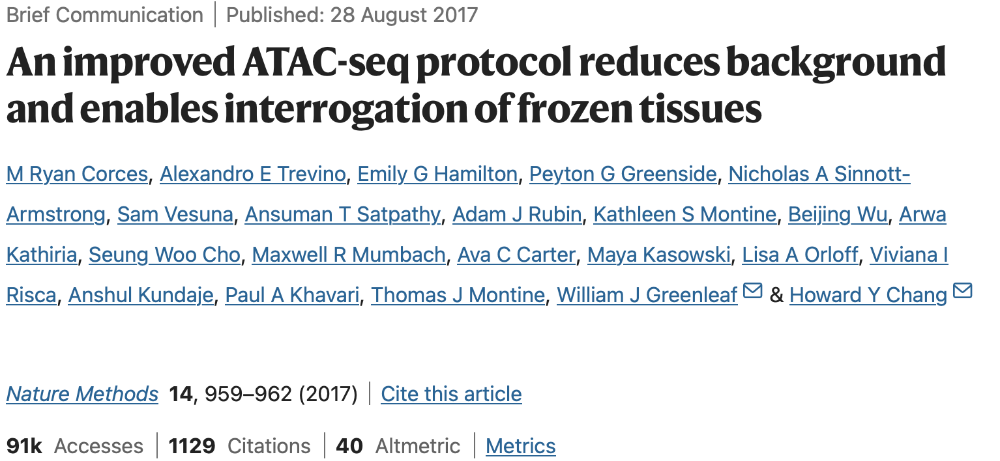 Brief Communication | Published: 28 August 2017
An improved ATAC-seq protocol reduces background
and enables interrogation of frozen tissues
M Ryan Corces, Alexandro E Trevino, Emily G Hamilton, Peyton G Greenside, Nicholas A Sinnott-
Armstrong, Sam Vesuna, Ansuman T Satpathy, Adam J Rubin, Kathleen S Montine, Beijing Wu, Arwa
Kathiria, Seung Woo Cho, Maxwell R Mumbach, Ava C Carter, Maya Kasowski, Lisa A Orloff, Viviana I
Risca, Anshul Kundaje, Paul A Khavari, Thomas J Montine, William J Greenleaf & Howard Y Chang
Nature Methods 14, 959–962 (2017) | Cite this article
91k Accesses | 1129 Citations | 40 Altmetric | Metrics